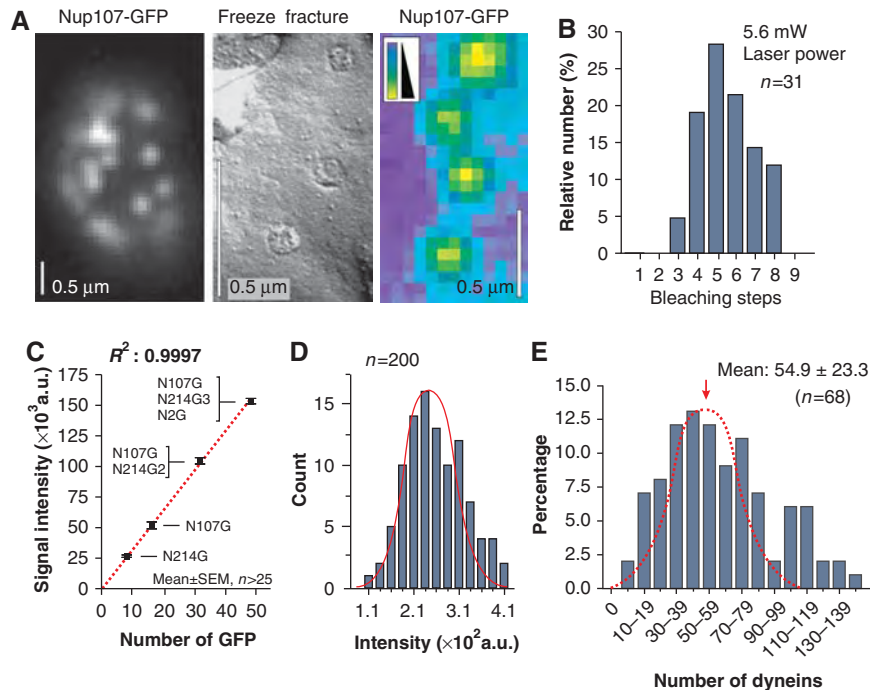 A
Nup107-GFP
Freeze fracture
Nup107-GFP
0.5 μm
0.5 μm
0.5 μm
B
5.6 mW
Laser power
n=31
Relative number (%)
30
25
20
15
10
5
0
1 2 3 4 5 6 7 8 9
Bleaching steps
C
R²: 0.9997
Signal intensity (×10³a.u.)
175
150
125
100
75
50
25
0
N107G
N214G3
N2G
N107G
N214G2
N107G
N214G
Mean±SEM, n>25
0 10 20 30 40 50
Number of GFP
D
n=200
Count
15
10
5
0
1.1 2.1 3.1 4.1
Intensity (×10²a.u.)
E
Mean: 54.9 ± 23.3
(n=68)
Percentage
15.0
12.5
10.0
7.5
5.0
2.5
0.0
0 10–19 30–39 50–59 70–79 90–99 110–119 130–139
Number of dyneins